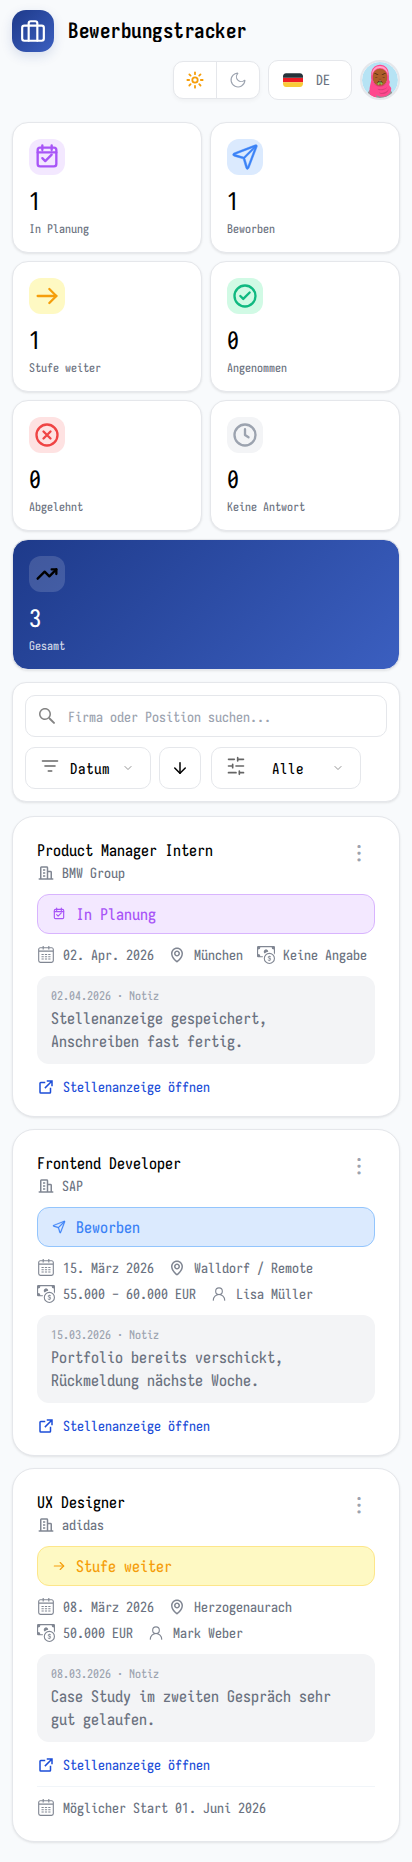 Bewerbungstracker
DE
1
In Planung
1
Beworben
1
Stufe weiter
0
Angenommen
0
Abgelehnt
0
Keine Antwort
3
Gesamt
Firma oder Position suchen...
Datum
Alle
Product Manager Intern
BMW Group
In Planung
02. Apr. 2026 München Keine Angabe
02.04.2026 · Notiz
Stellenanzeige gespeichert,
Anschreiben fast fertig.
Stellenanzeige öffnen
Frontend Developer
SAP
Beworben
15. März 2026 Walldorf / Remote
55.000 – 60.000 EUR Lisa Müller
15.03.2026 · Notiz
Portfolio bereits verschickt,
Rückmeldung nächste Woche.
Stellenanzeige öffnen
UX Designer
adidas
Stufe weiter
08. März 2026 Herzogenaurach
50.000 EUR Mark Weber
08.03.2026 · Notiz
Case Study im zweiten Gespräch sehr
gut gelaufen.
Stellenanzeige öffnen
Möglicher Start 01. Juni 2026